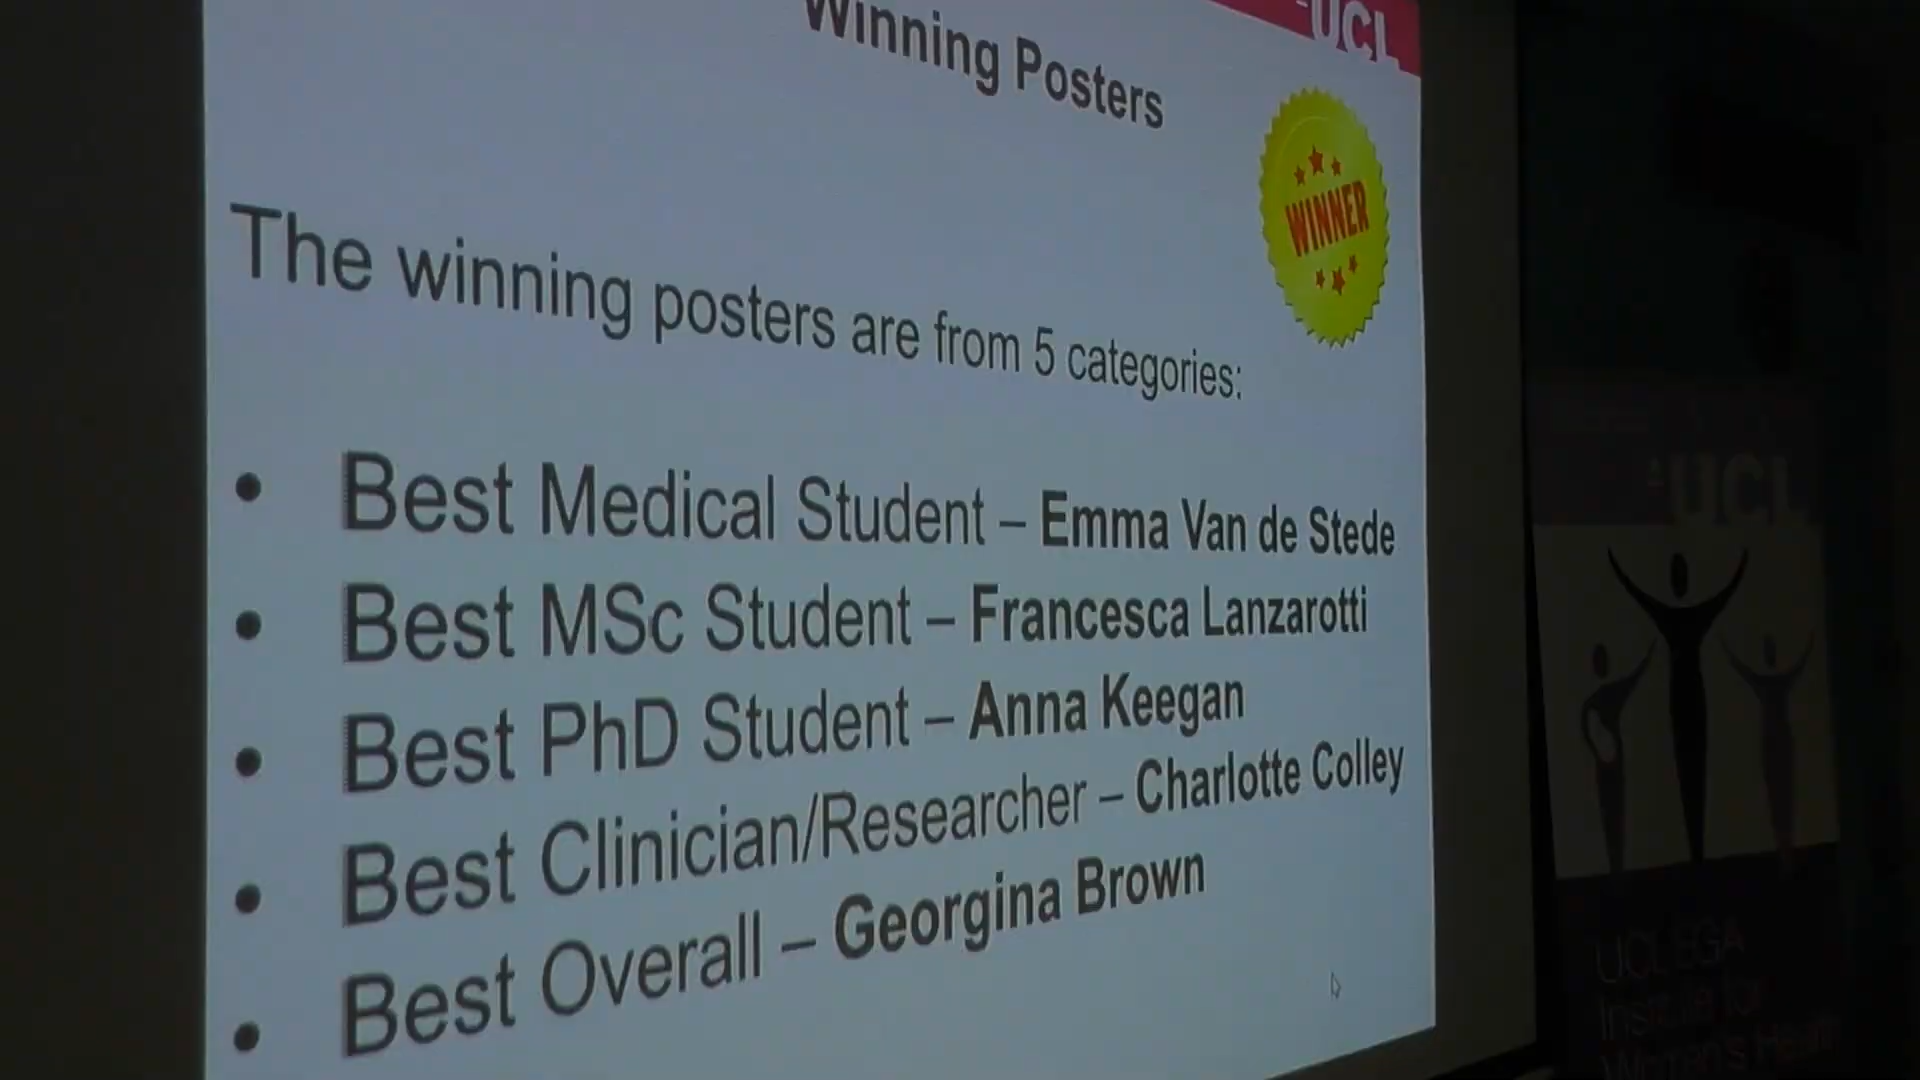 UCL
Winning Posters
WINNER
The winning posters are from 5 categories:
• Best Medical Student – Emma Van de Stede
• Best MSc Student – Francesca Lanzarotti
• Best PhD Student – Anna Keegan
• Best Clinician/Researcher – Charlotte Colley
• Best Overall – Georgina Brown
UCL
UCL EGA
Institute for
Women's Health